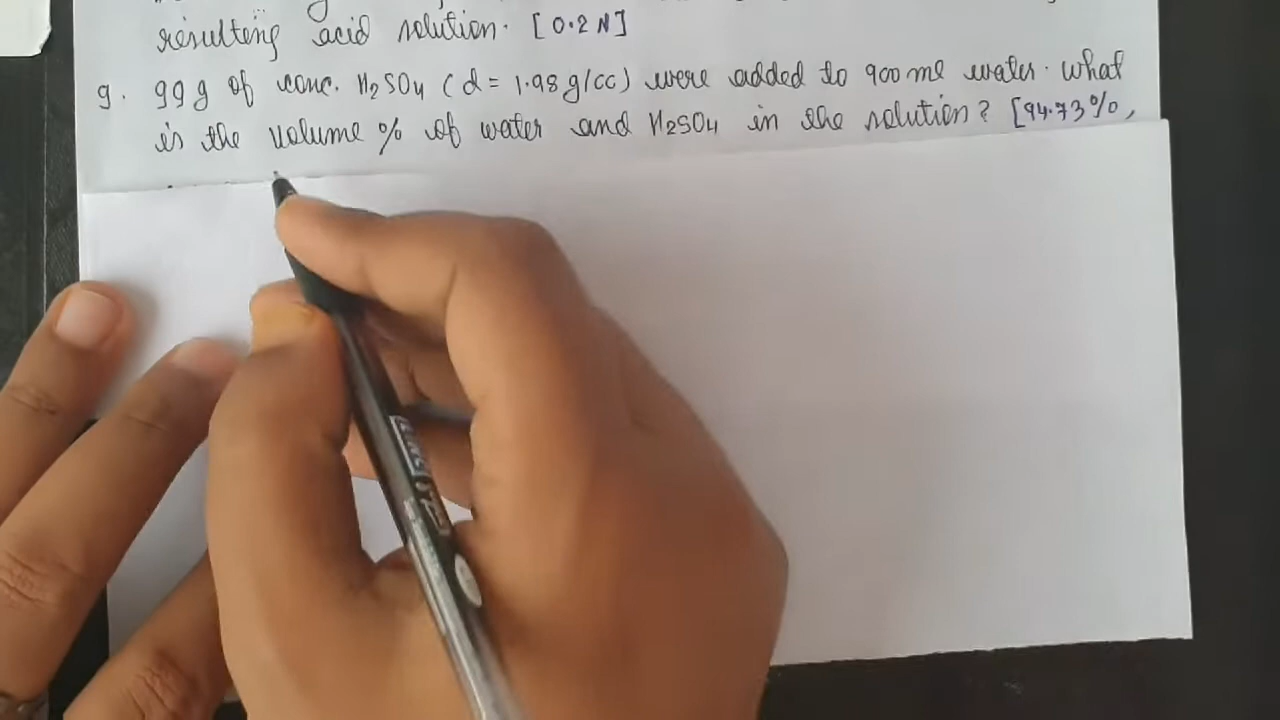 resulting acid solution. [0.2 N]
9. 99 g of conc. H2SO4 (d = 1.98 g/cc) were added to 900 ml water. What
is the volume % of water and H2SO4 in the solution? [94.73%,